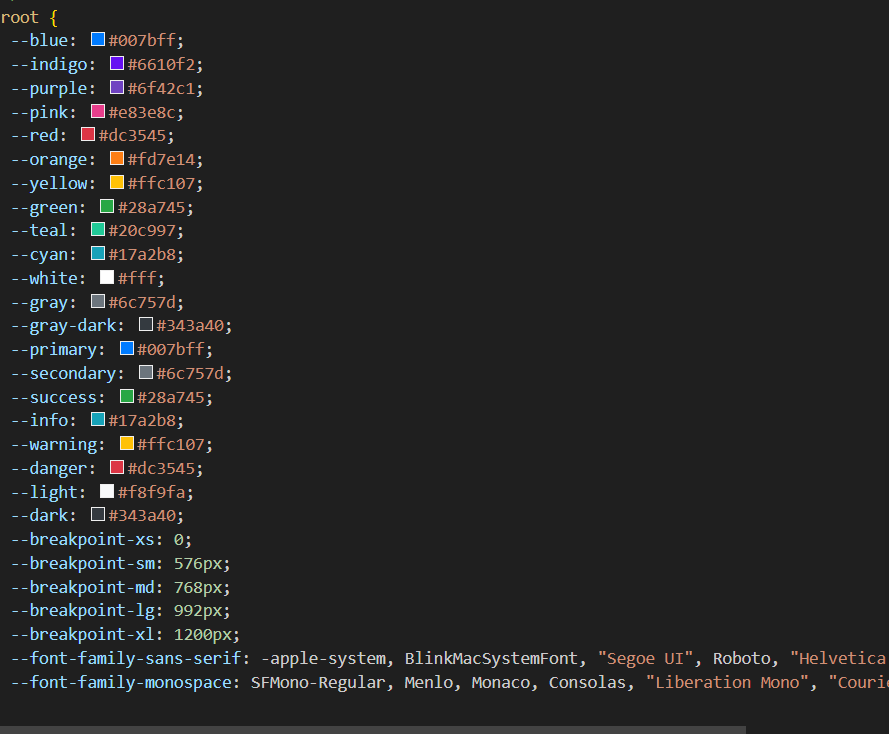 root {
--blue: #007bff;
--indigo: #6610f2;
--purple: #6f42c1;
--pink: #e83e8c;
--red: #dc3545;
--orange: #fd7e14;
--yellow: #ffc107;
--green: #28a745;
--teal: #20c997;
--cyan: #17a2b8;
--white: #fff;
--gray: #6c757d;
--gray-dark: #343a40;
--primary: #007bff;
--secondary: #6c757d;
--success: #28a745;
--info: #17a2b8;
--warning: #ffc107;
--danger: #dc3545;
--light: #f8f9fa;
--dark: #343a40;
--breakpoint-xs: 0;
--breakpoint-sm: 576px;
--breakpoint-md: 768px;
--breakpoint-lg: 992px;
--breakpoint-xl: 1200px;
--font-family-sans-serif: -apple-system, BlinkMacSystemFont, "Segoe UI", Roboto, "Helvetica
--font-family-monospace: SFMono-Regular, Menlo, Monaco, Consolas, "Liberation Mono", "Courie